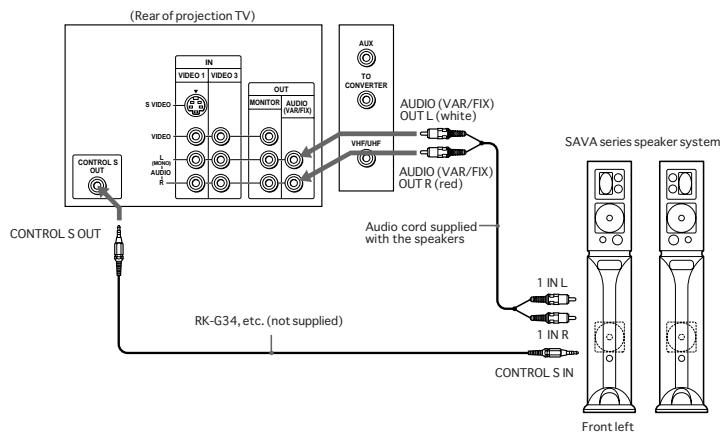 (Rear of projection TV)
IN
VIDEO 1 VIDEO 3
S VIDEO
VIDEO
L
(MONO)
AUDIO
R
OUT
MONITOR AUDIO
(VAR/FIX)
CONTROL S
OUT
AUX
TO
CONVERTER
VHF/UHF
AUDIO (VAR/FIX)
OUT L (white)
AUDIO (VAR/FIX)
OUT R (red)
SAVA series speaker system
CONTROL S OUT
Audio cord supplied
with the speakers
1 IN L
1 IN R
RK-G34, etc. (not supplied)
CONTROL S IN
Front left